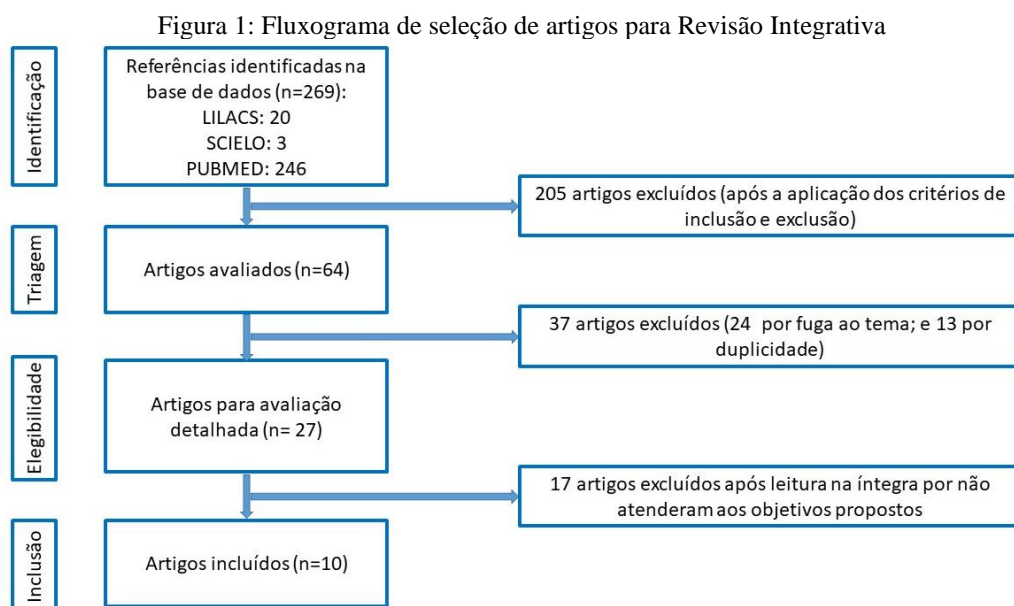 Figura 1: Fluxograma de seleção de artigos para Revisão Integrativa
Identificação
Referências identificadas na
base de dados (n=269):
LILACS: 20
SCIELO: 3
PUBMED: 246
205 artigos excluídos (após a aplicação dos critérios de
inclusão e exclusão)
Triagem
Artigos avaliados (n=64)
37 artigos excluídos (24 por fuga ao tema; e 13 por
duplicidade)
Elegibilidade
Artigos para avaliação
detalhada (n= 27)
17 artigos excluídos após leitura na íntegra por não
atenderam aos objetivos propostos
Inclusão
Artigos incluídos (n=10)